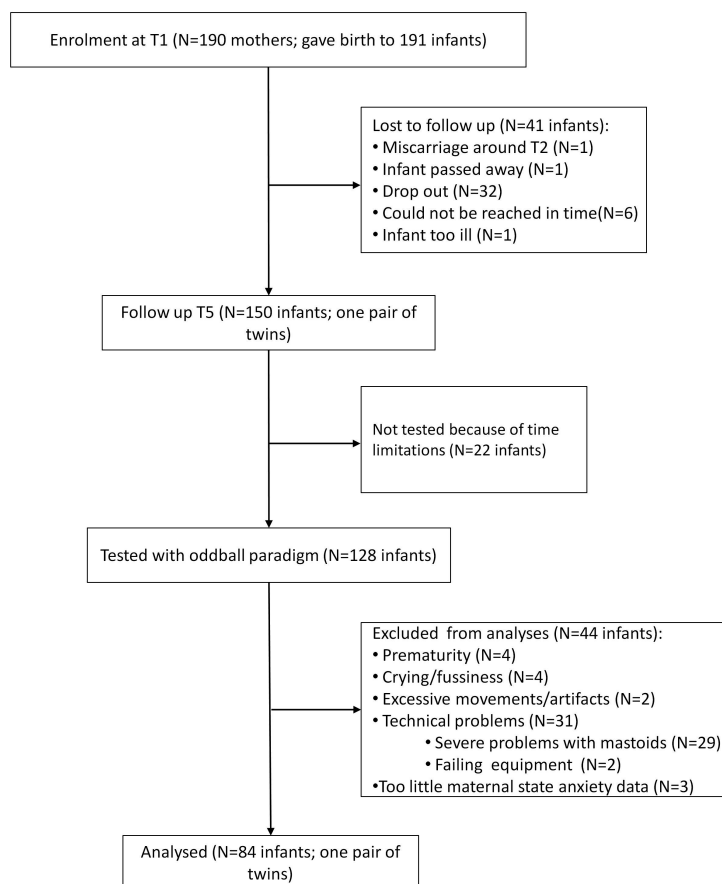 Enrolment at T1 (N=190 mothers; gave birth to 191 infants)
Lost to follow up (N=41 infants):
• Miscarriage around T2 (N=1)
• Infant passed away (N=1)
• Drop out (N=32)
• Could not be reached in time(N=6)
• Infant too ill (N=1)
Follow up T5 (N=150 infants; one pair of
twins)
Not tested because of time
limitations (N=22 infants)
Tested with oddball paradigm (N=128 infants)
Excluded from analyses (N=44 infants):
• Prematurity (N=4)
• Crying/fussiness (N=4)
• Excessive movements/artifacts (N=2)
• Technical problems (N=31)
• Severe problems with mastoids (N=29)
• Failing equipment (N=2)
•Too little maternal state anxiety data (N=3)
Analysed (N=84 infants; one pair of
twins)